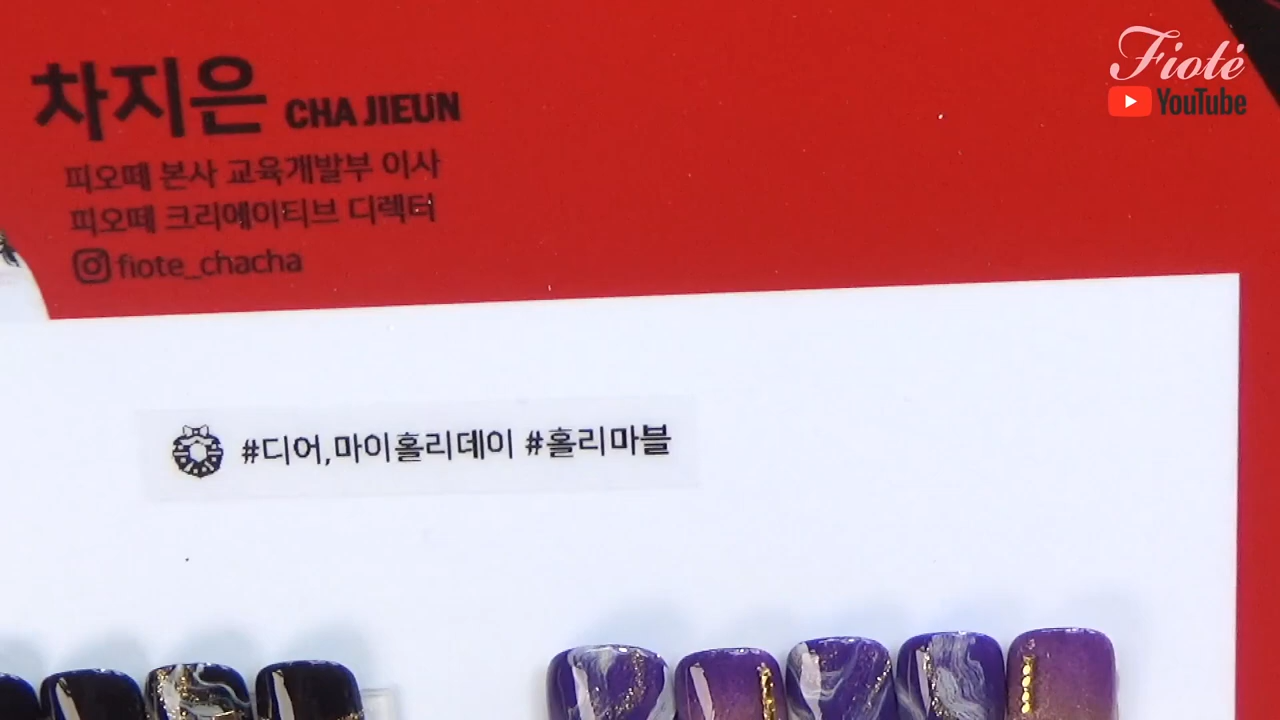 차지은 CHA JIEUN
피오떼 본사 교육개발부 이사
피오떼 크리에이티브 디렉터
fiote_chacha
Fioté
YouTube
#디어,마이홀리데이 #홀리마블